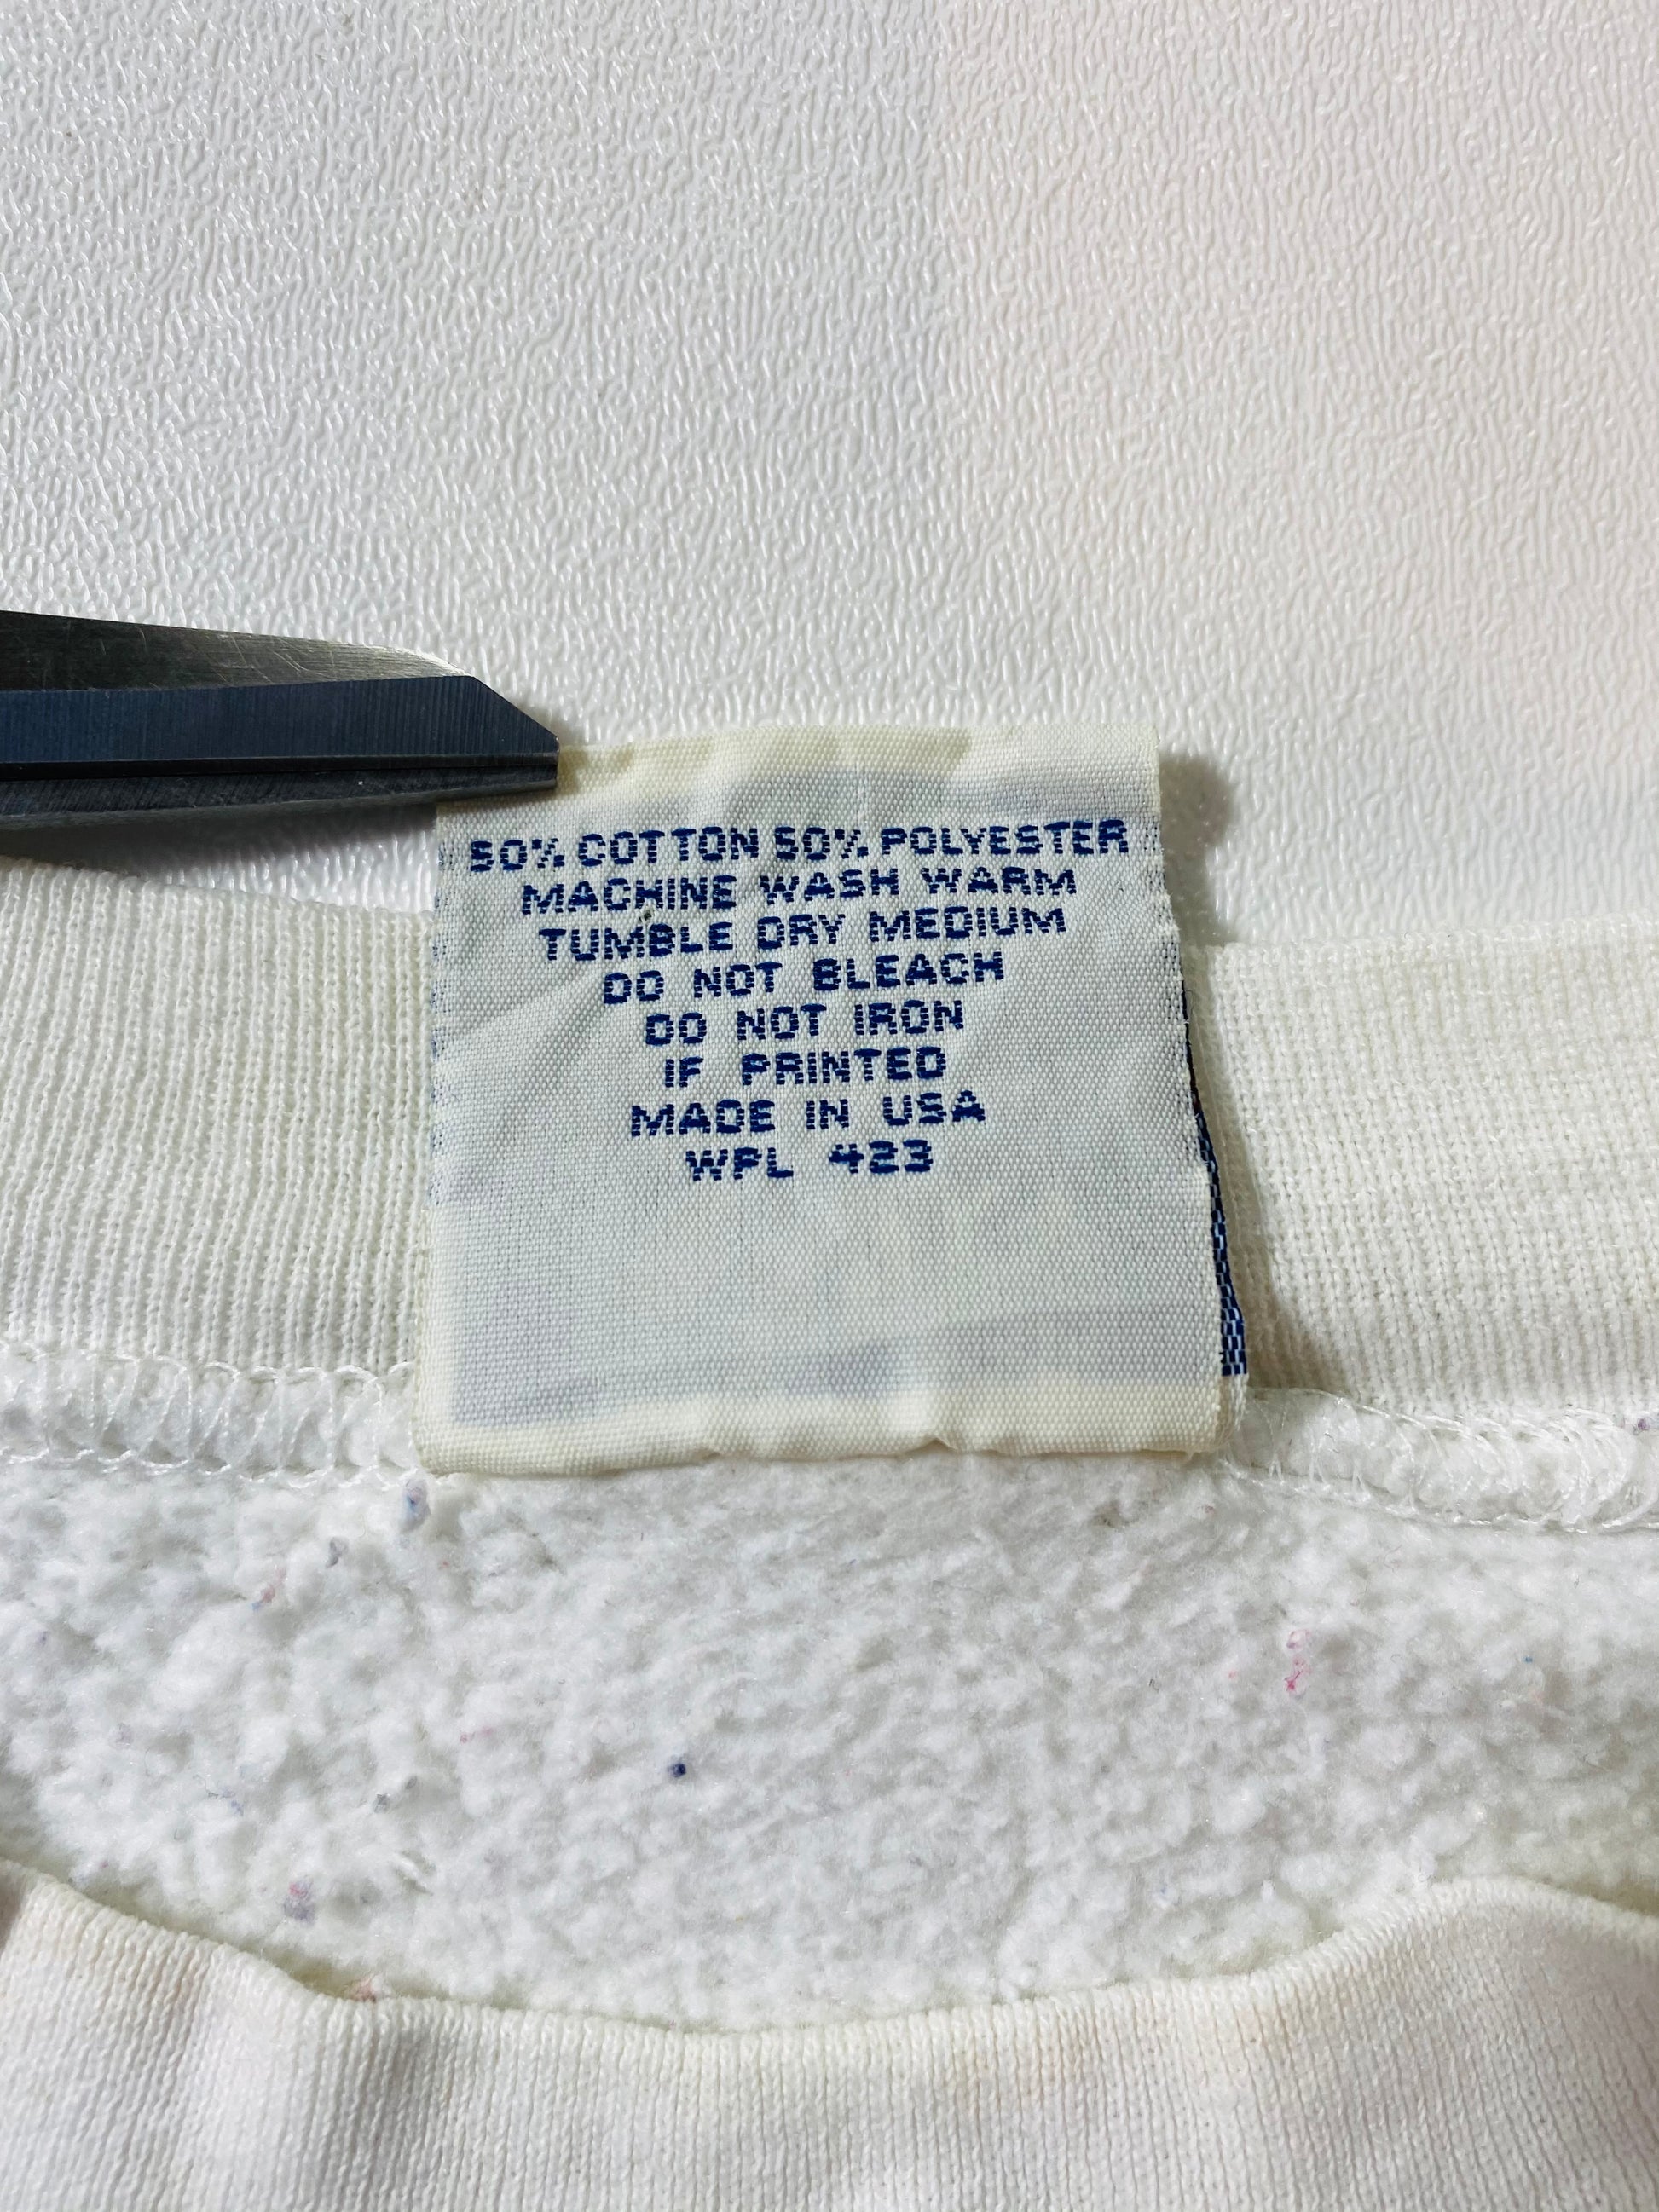 50% COTTON 50% POLYESTER
MACHINE WASH WARM
TUMBLE DRY MEDIUM
DO NOT BLEACH
DO NOT IRON
IF PRINTED
MADE IN USA
WPL 423